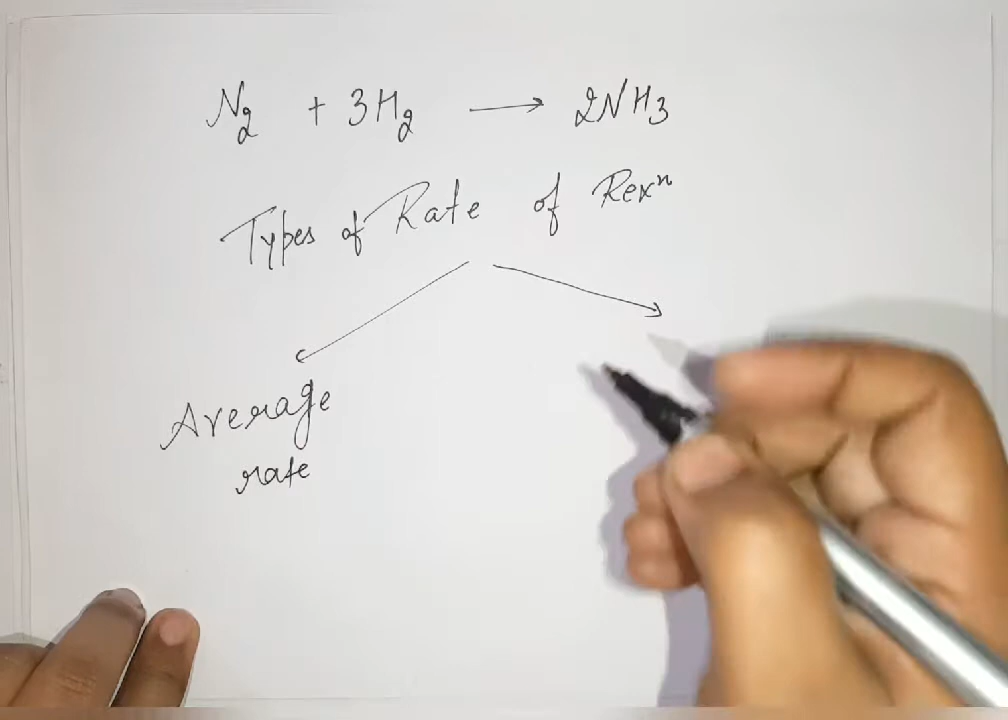 N₂ + 3H₂ → 2NH₃
Types of Rate of Rexⁿ
Average
rate